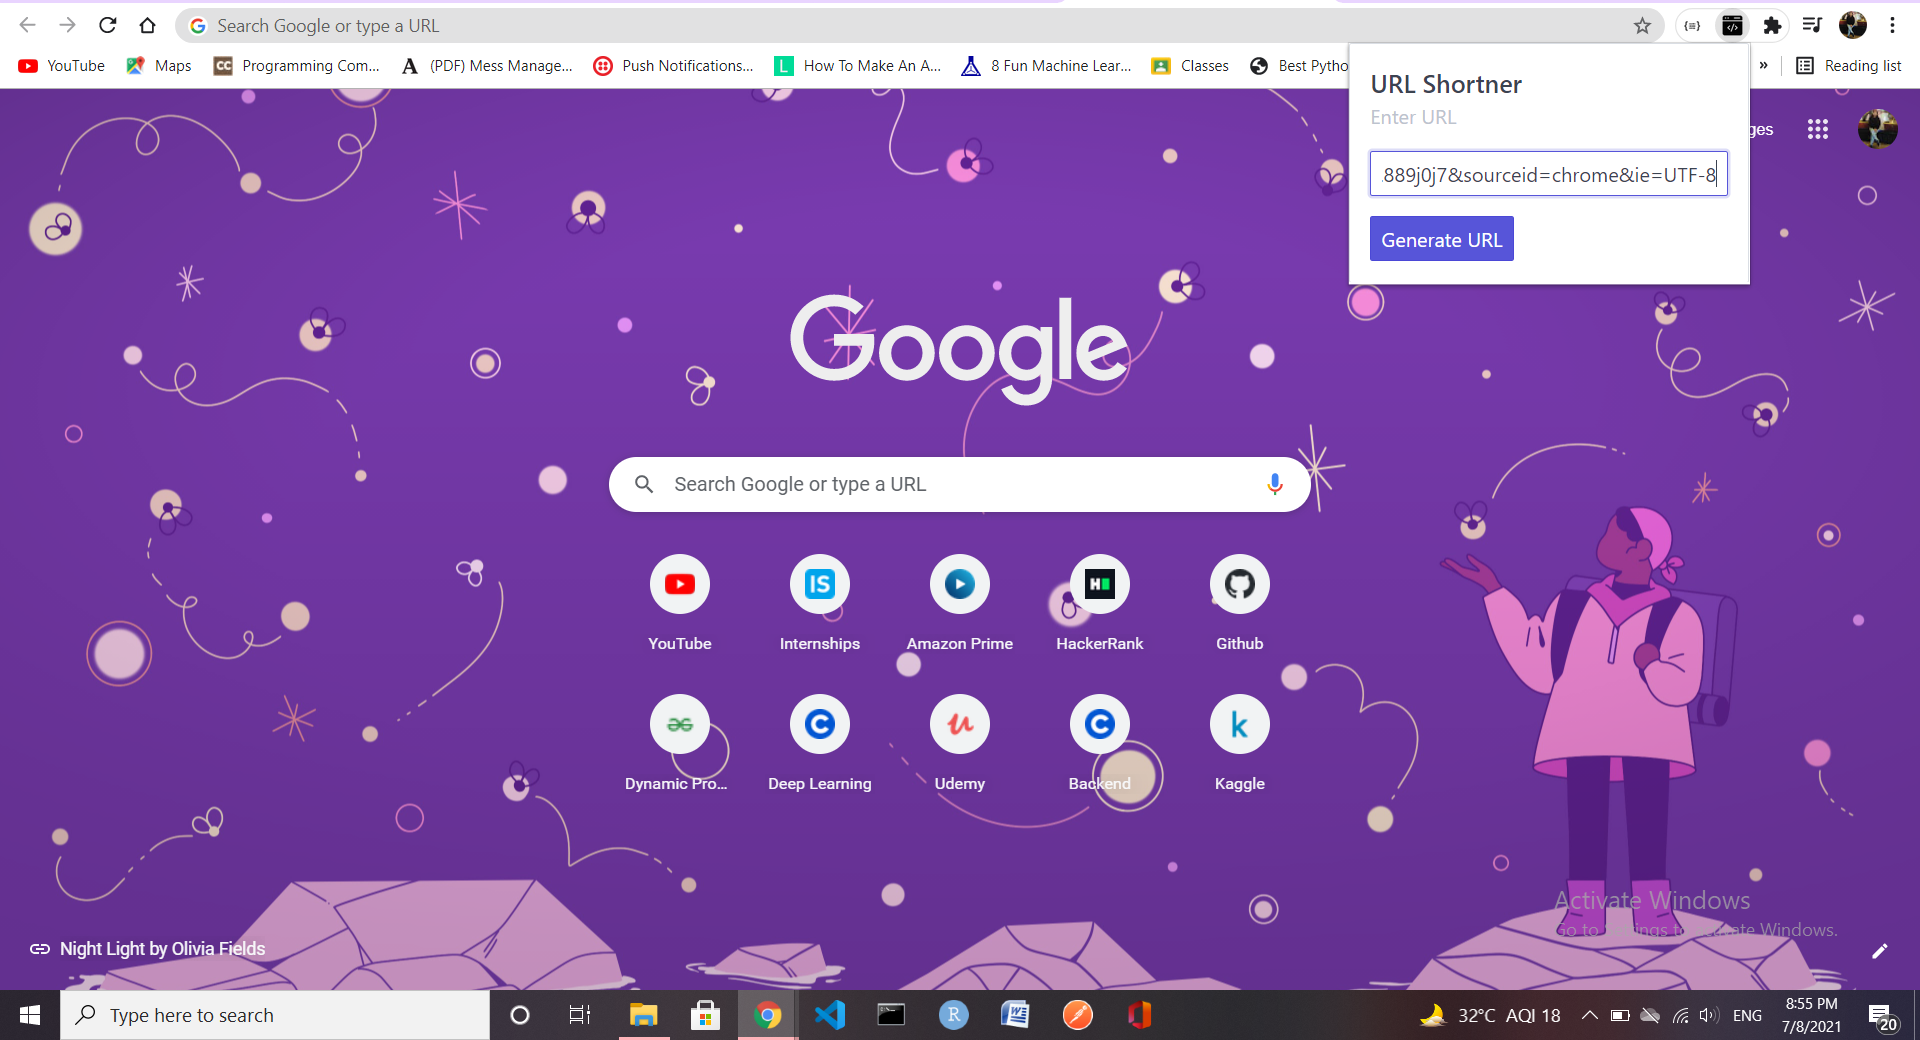 Search Google or type a URL
YouTube
Maps
CC
Programming Com...
A
(PDF) Mess Manage...
Push Notifications...
L
How To Make An A...
8 Fun Machine Lear...
Classes
Best Pytho
»
Reading list
URL Shortner
Enter URL
889j0j7&sourceid=chrome&ie=UTF-8
Generate URL
ges
Google
Search Google or type a URL
IS
H
YouTube
Internships
Amazon Prime
HackerRank
Github
C
u
C
k
Dynamic Pro...
Deep Learning
Udemy
Backend
Kaggle
Activate Windows
Go to Settings to activate Windows.
Night Light by Olivia Fields
Type here to search
R
W
32°C AQI 18
ENG
8:55 PM
7/8/2021
20